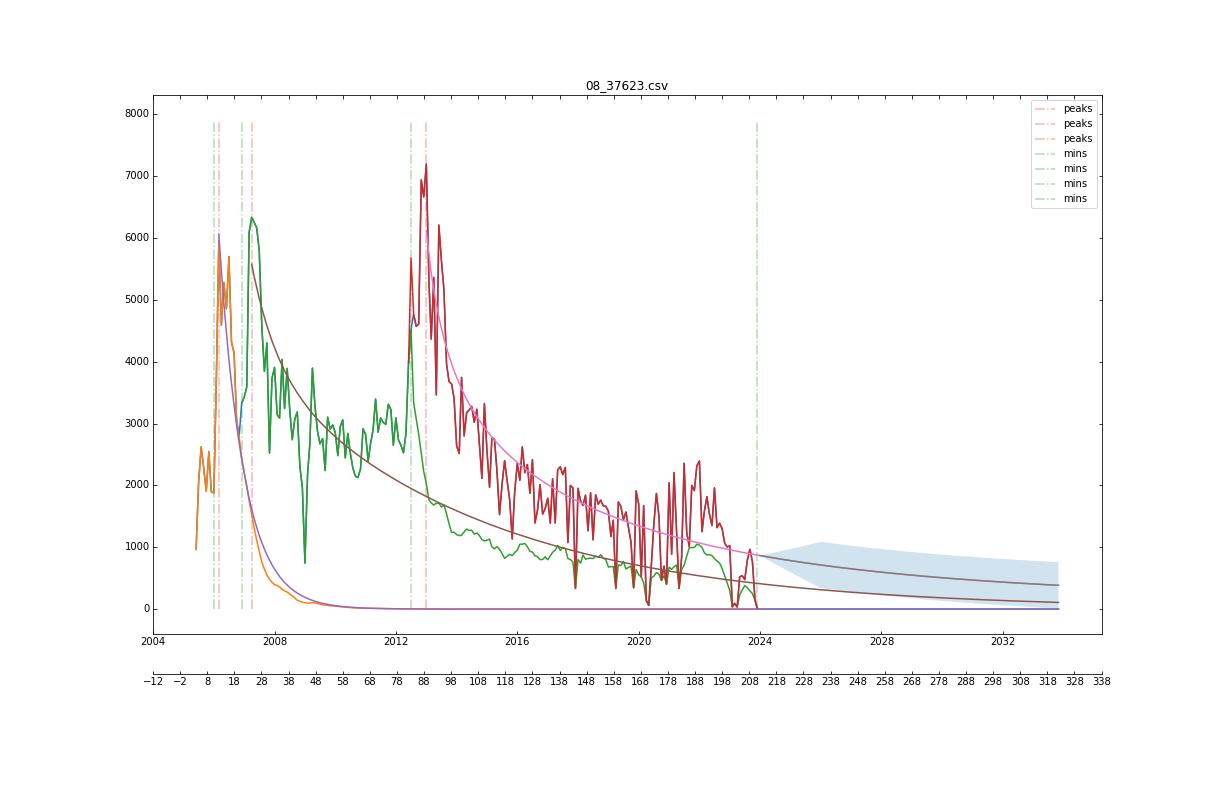 08_37623.csv
8000
7000
6000
5000
4000
3000
2000
1000
0
peaks
peaks
peaks
mins
mins
mins
mins
2004 2008 2012 2016 2020 2024 2028 2032
−12 −2 8 18 28 38 48 58 68 78 88 98 108 118 128 138 148 158 168 178 188 198 208 218 228 238 248 258 268 278 288 298 308 318 328 338